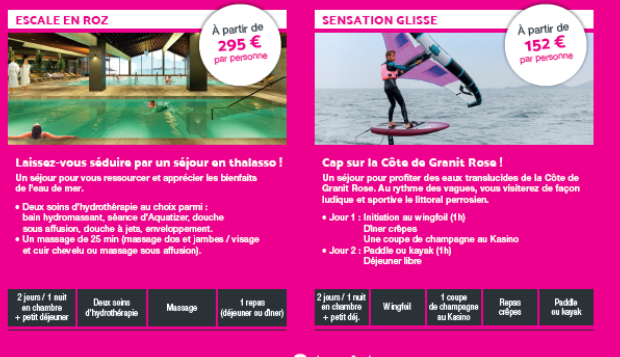 ESCALE EN ROZ
À partir de
295 €
par personne
Laissez-vous séduire par un séjour en thalasso !
Un séjour pour vous ressourcer et apprécier les bienfaits
de l'eau de mer.
• Deux soins d'hydrothérapie au choix parmi :
bain hydromassant, séance d'Aquatizer, douche
sous affusion, douche à jets, enveloppement.
• Un massage de 25 min (massage dos et jambes / visage
et cuir chevelu ou massage sous affusion).
2 jours / 1 nuit
en chambre
+ petit déjeuner
Deux soins
d'hydrothérapie
Massage
1 repas
(déjeuner ou dîner)
SENSATION GLISSE
À partir de
152 €
par personne
Cap sur la Côte de Granit Rose !
Un séjour pour profiter des eaux translucides de la Côte de
Granit Rose. Au rythme des vagues, vous visiterez de façon
ludique et sportive le littoral perrosien.
• Jour 1 : Initiation au wingfoil (1h)
Dîner crêpes
Une coupe de champagne au Kasino
• Jour 2 : Paddle ou kayak (1h)
Déjeuner libre
2 jours / 1 nuit
en chambre
+ petit déj.
Wingfoil
1 coupe
de champagne
au Kasino
Repas
crêpes
Paddle
ou kayak